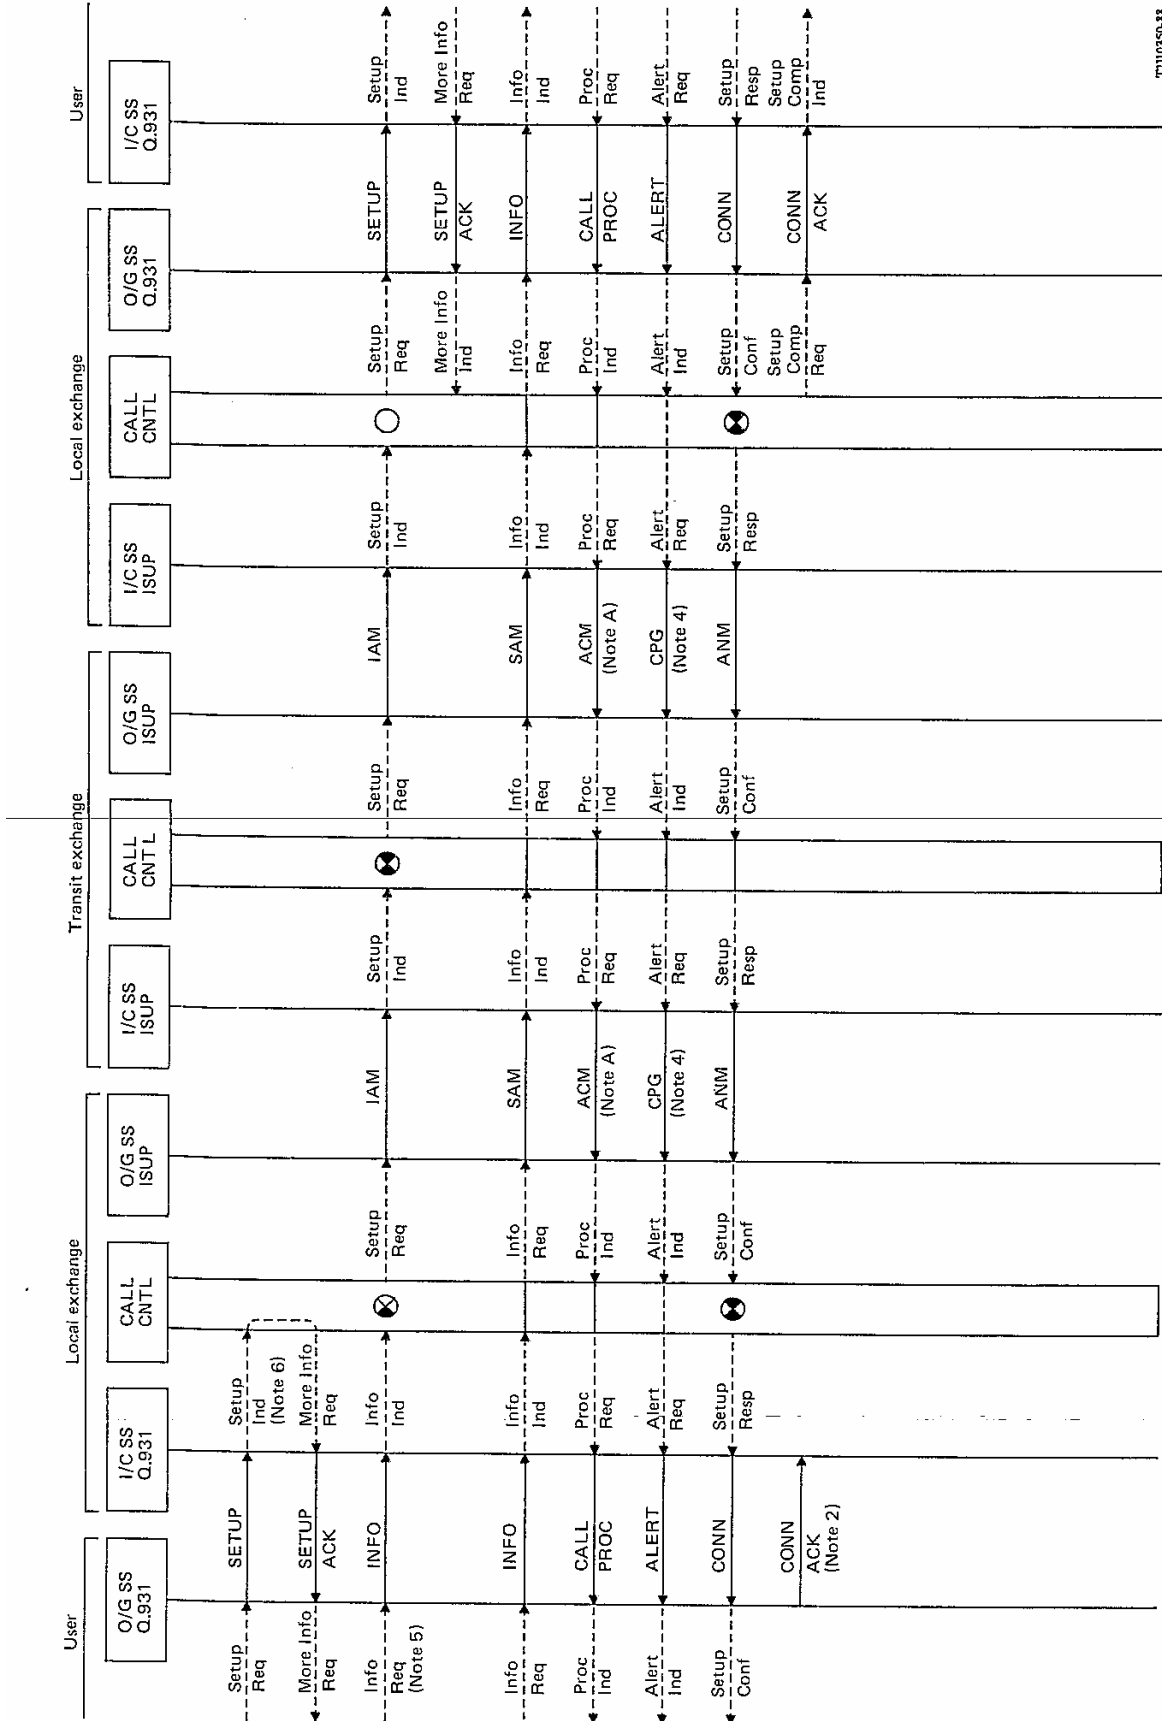 User
Local exchange
Transit exchange
Local exchange
User
O/G SS
Q.931
I/C SS
Q.931
CALL
CNTL
O/G SS
ISUP
I/C SS
ISUP
CALL
CNTL
O/G SS
ISUP
I/C SS
ISUP
CALL
CNTL
O/G SS
Q.931
I/C SS
Q.931
Setup
Req
SETUP
Setup
Ind
(Note 6)
More Info
Req
SETUP
ACK
More Info
Req
Info
Req
(Note 5)
INFO
Info
Ind
Setup
Req
IAM
Setup
Ind
Setup
Req
IAM
Setup
Ind
Setup
Req
SETUP
Setup
Ind
More Info
Ind
SETUP
ACK
More Info
Req
Info
Req
INFO
Info
Ind
Info
Req
SAM
Info
Ind
Info
Req
SAM
Info
Ind
Info
Req
INFO
Info
Ind
Proc
Ind
CALL
PROC
Proc
Req
Proc
Ind
ACM
(Note A)
Proc
Req
Proc
Ind
ACM
(Note A)
Proc
Req
Proc
Ind
CALL
PROC
Proc
Req
Alert
Ind
ALERT
Alert
Req
Alert
Ind
CPG
(Note 4)
Alert
Req
Alert
Ind
CPG
(Note 4)
Alert
Req
Alert
Ind
ALERT
Alert
Req
Setup
Conf
CONN
Setup
Resp
Setup
Conf
ANM
Setup
Resp
Setup
Conf
ANM
Setup
Resp
Setup
Conf
CONN
Setup
Resp
CONN
ACK
(Note 2)
Setup
Comp
Req
CONN
ACK
Setup
Comp
Ind